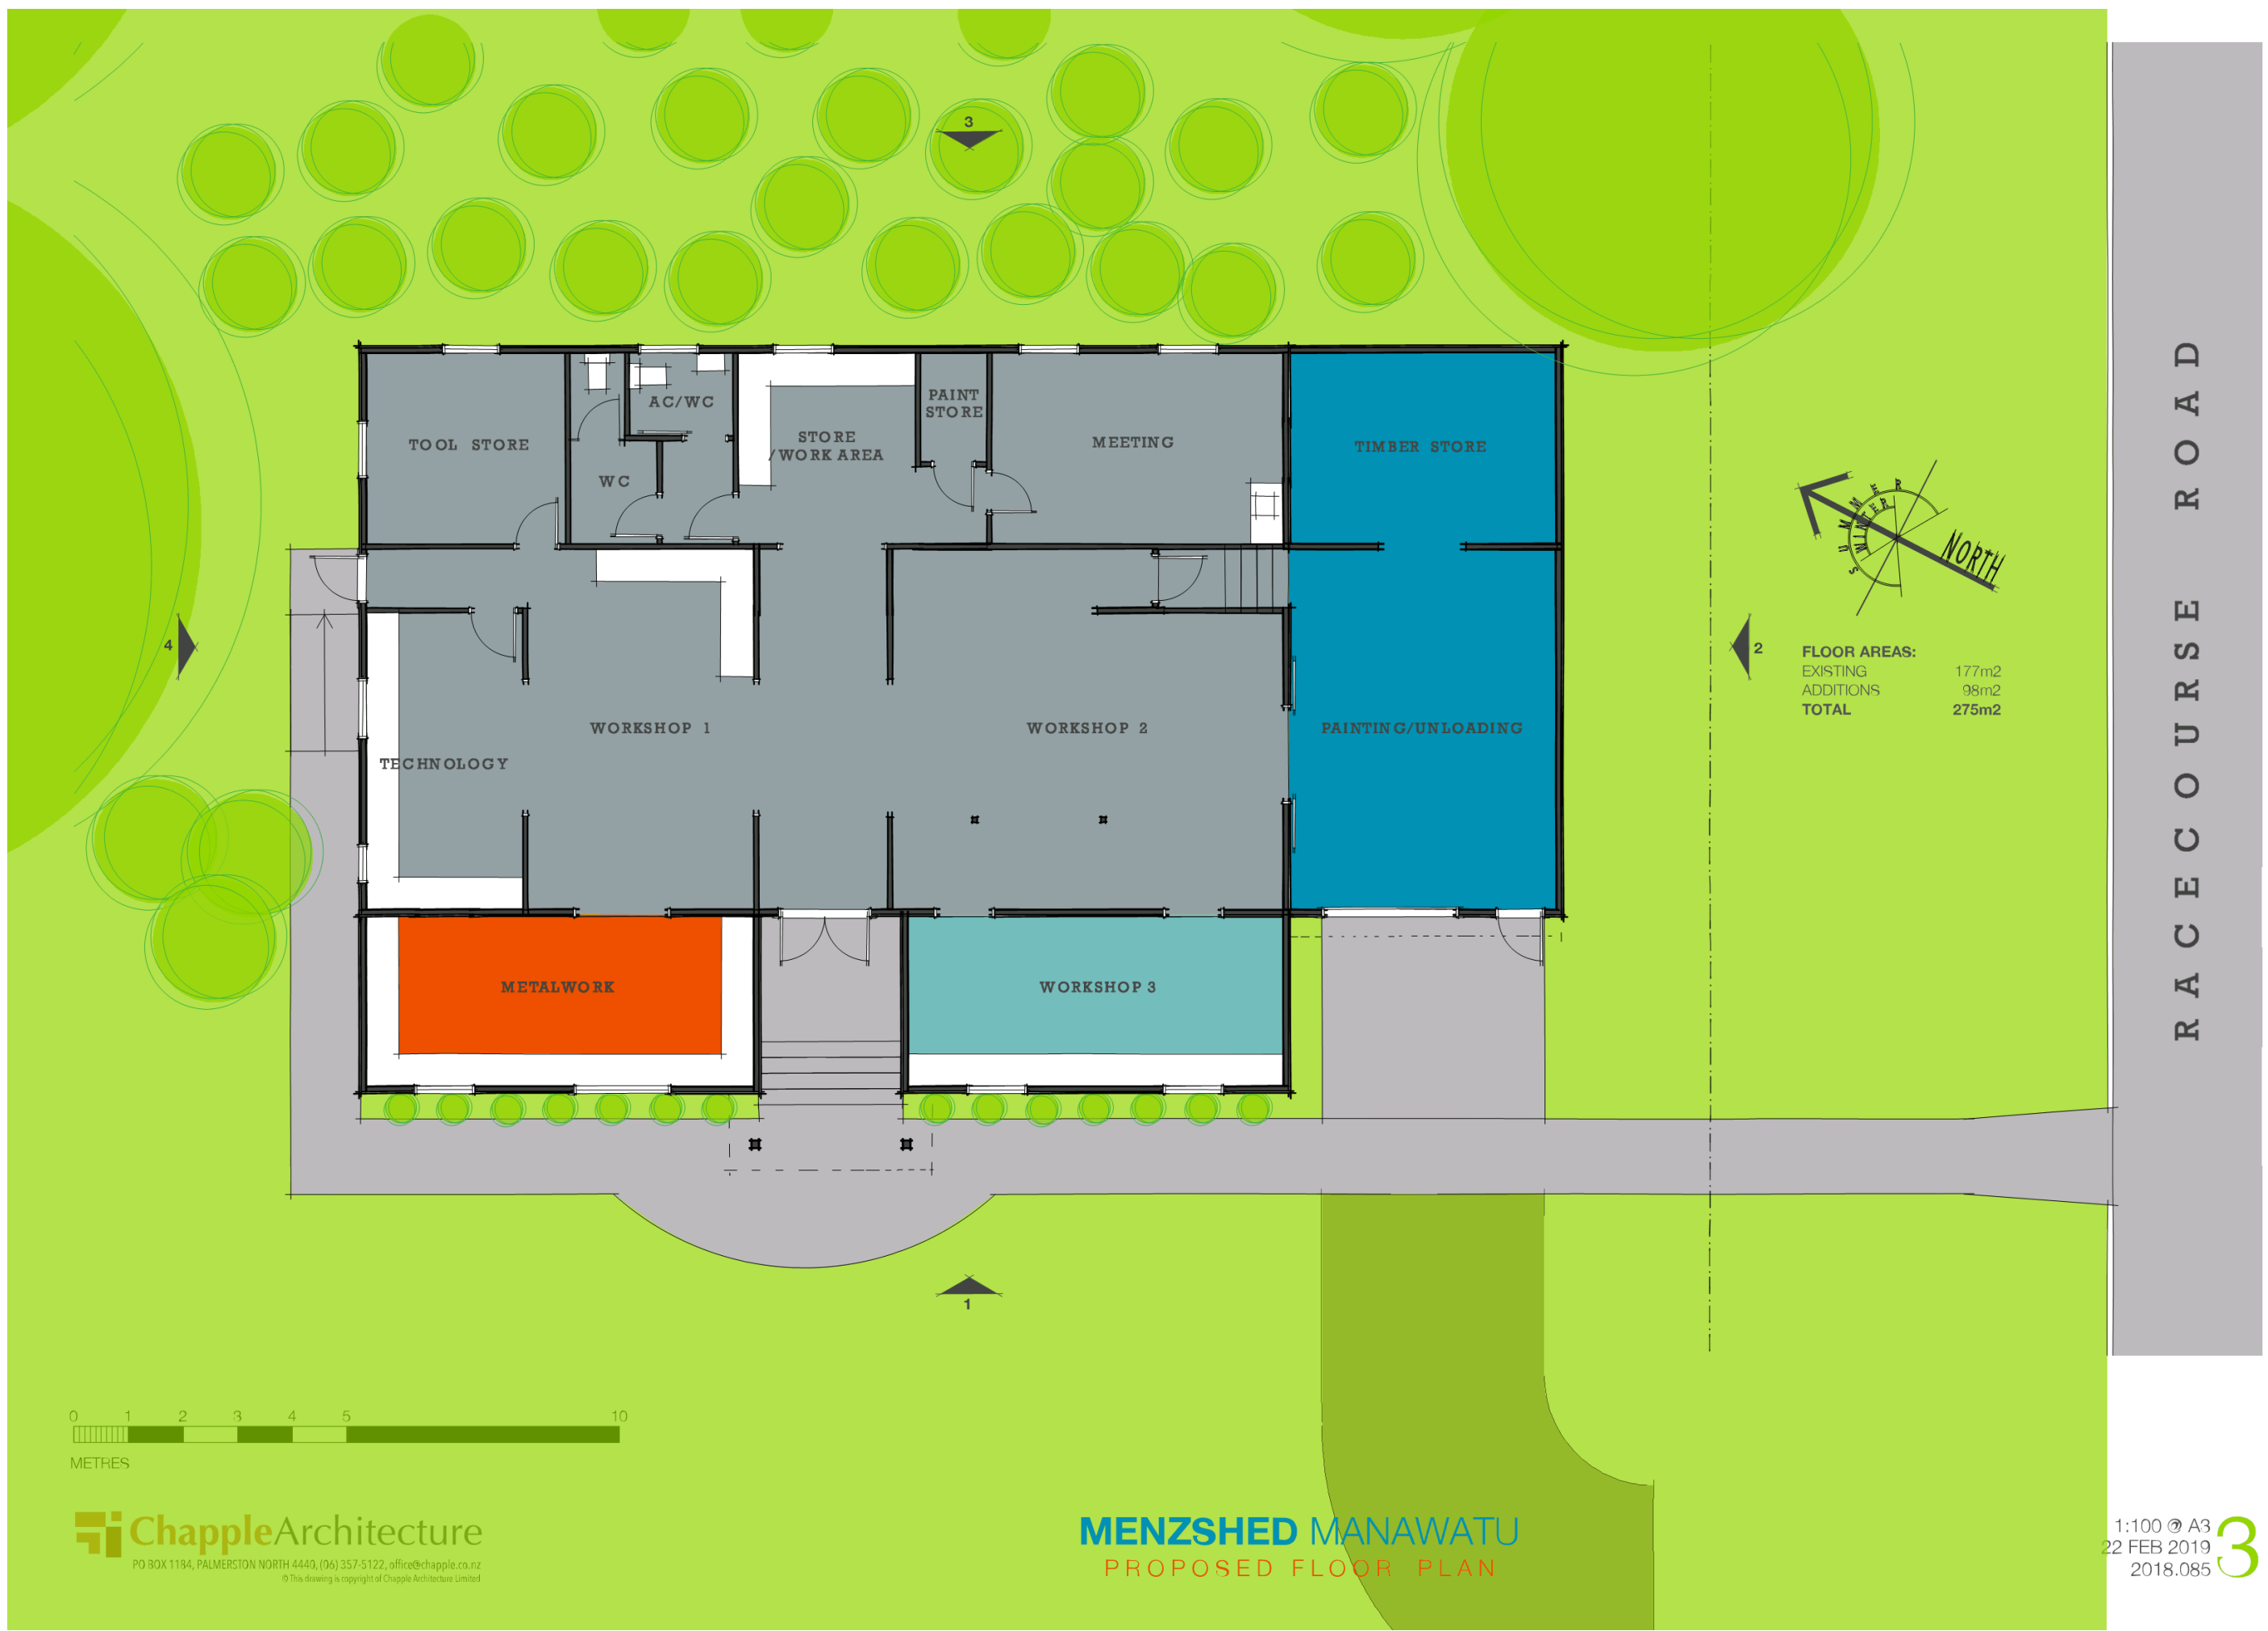 3
PAINT
STORE
AC/WC
TOOL STORE
STORE
/WORK AREA
MEETING
TIMBER STORE
WC
SUMMER
WINTER
NORTH
RACECOURSE ROAD
4
2
FLOOR AREAS:
EXISTING 177m2
ADDITIONS 98m2
TOTAL 275m2
WORKSHOP 1
WORKSHOP 2
PAINTING/UNLOADING
TECHNOLOGY
METALWORK
WORKSHOP 3
1
0 1 2 3 4 5 10
METRES
ChappleArchitecture
PO BOX 1184, PALMERSTON NORTH 4440, (06) 357-5122, office@chapple.co.nz
© This drawing is copyright of Chapple Architecture Limited
MENZSHED MANAWATU
PROPOSED FLOOR PLAN
1:100 @ A3
22 FEB 2019
2018.085
3